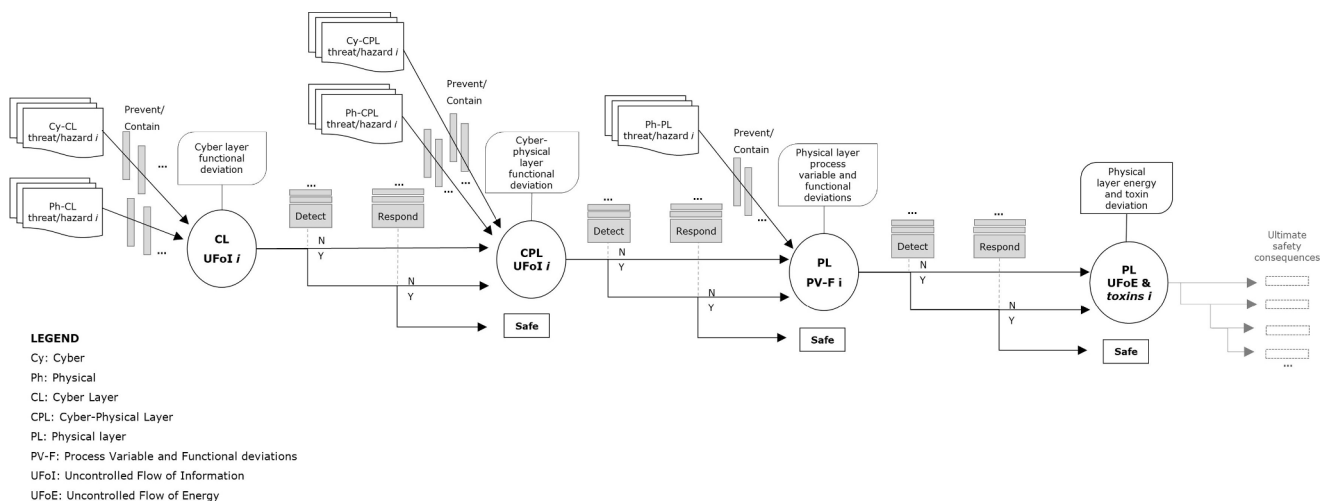 Cy-CL
threat/hazard i
Ph-CL
threat/hazard i
Prevent/
Contain
...
...
Cyber layer
functional
deviation
CL
UFoI i
...
Detect
...
Respond
N
Y
N
Y
Safe
Cy-CPL
threat/hazard i
Ph-CPL
threat/hazard i
Prevent/
Contain
...
...
Cyber-
physical
layer
functional
deviation
CPL
UFoI i
...
Detect
...
Respond
N
Y
N
Y
Safe
Ph-PL
threat/hazard i
Prevent/
Contain
...
Physical layer
process
variable and
functional
deviations
PL
PV-F i
...
Detect
...
Respond
N
Y
N
Y
Safe
Physical
layer energy
and toxin
deviation
PL
UFoE &
toxins i
Ultimate
safety
consequences
...
LEGEND
Cy: Cyber
Ph: Physical
CL: Cyber Layer
CPL: Cyber-Physical Layer
PL: Physical layer
PV-F: Process Variable and Functional deviations
UFoI: Uncontrolled Flow of Information
UFoE: Uncontrolled Flow of Energy